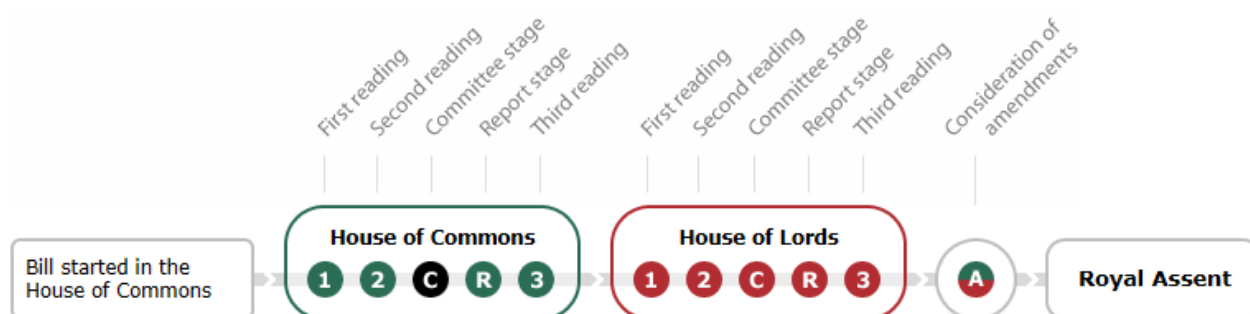 First reading
Second reading
Committee stage
Report stage
Third reading
First reading
Second reading
Committee stage
Report stage
Third reading
Consideration of
amendments
Bill started in the
House of Commons
House of Commons
1 2 C R 3
House of Lords
1 2 C R 3
A
Royal Assent